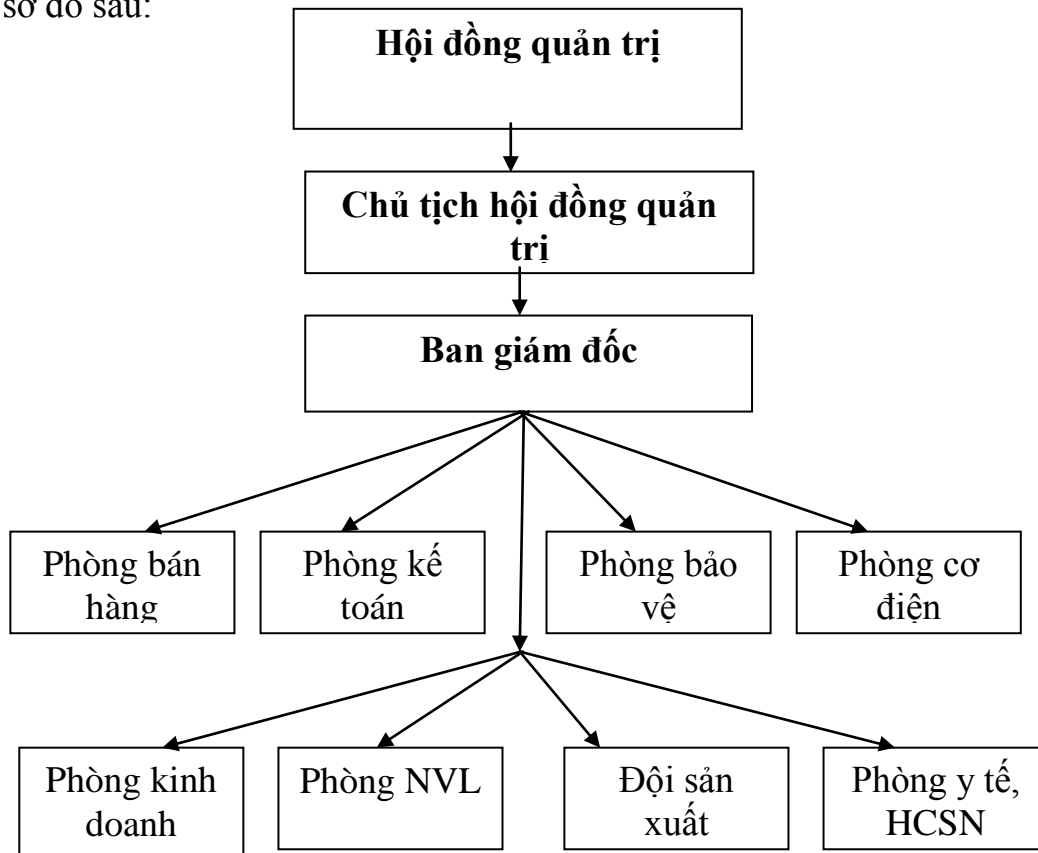 sơ đồ sau:
Hội đồng quản trị
Chủ tịch hội đồng quản
trị
Ban giám đốc
Phòng bán
hàng
Phòng kế
toán
Phòng bảo
vệ
Phòng cơ
điện
Phòng kinh
doanh
Phòng NVL
Đội sản
xuất
Phòng y tế,
HCSN